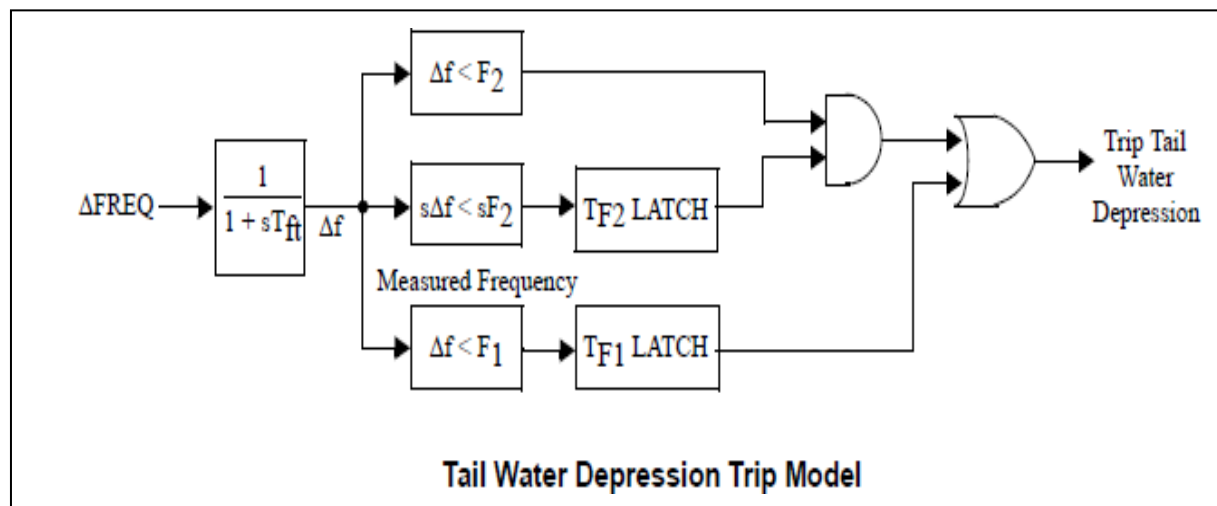 Δf < F2
ΔFREQ
1
1 + sTft
Δf
sΔf < sF2
TF2 LATCH
Measured Frequency
Δf < F1
TF1 LATCH
Trip Tail
Water
Depression
Tail Water Depression Trip Model